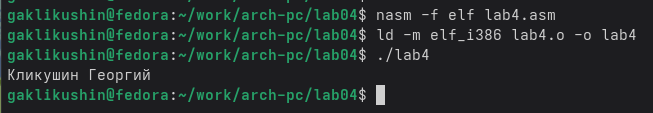 gaklikushin@fedora:~/work/arch-pc/lab04$ nasm -f elf lab4.asm
gaklikushin@fedora:~/work/arch-pc/lab04$ ld -m elf_i386 lab4.o -o lab4
gaklikushin@fedora:~/work/arch-pc/lab04$ ./lab4
Кликушин Георгий
gaklikushin@fedora:~/work/arch-pc/lab04$